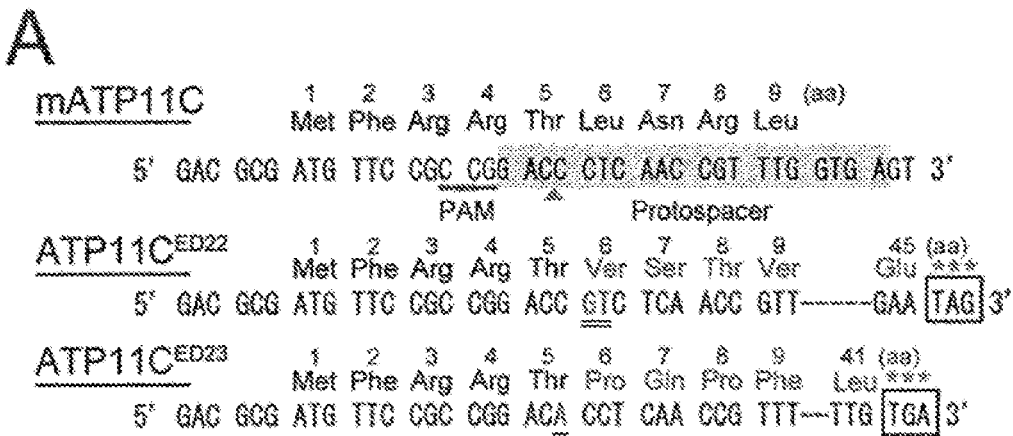 A
mATP11C 1 2 3 4 5 6 7 8 9 (aa)
Met Phe Arg Arg Thr Leu Asn Arg Leu
5' GAC GCG ATG TTC CGC CGG ACC CTC AAC CGT TTG GTG AGT 3'
PAM Protospacer
ATP11C^ED22 1 2 3 4 5 6 7 8 9 45 (aa)
Met Phe Arg Arg Thr Ver Ser Thr Ver Glu ***
5' GAC GCG ATG TTC CGC CGG ACC GTC TCA ACC GTT------GAA TAG 3'
ATP11C^ED23 1 2 3 4 5 6 7 8 9 41 (aa)
Met Phe Arg Arg Thr Pro Gln Pro Phe Leu ***
5' GAC GCG ATG TTC CGC CGG ACA CCT CAA CCG TTT---TTG TGA 3'